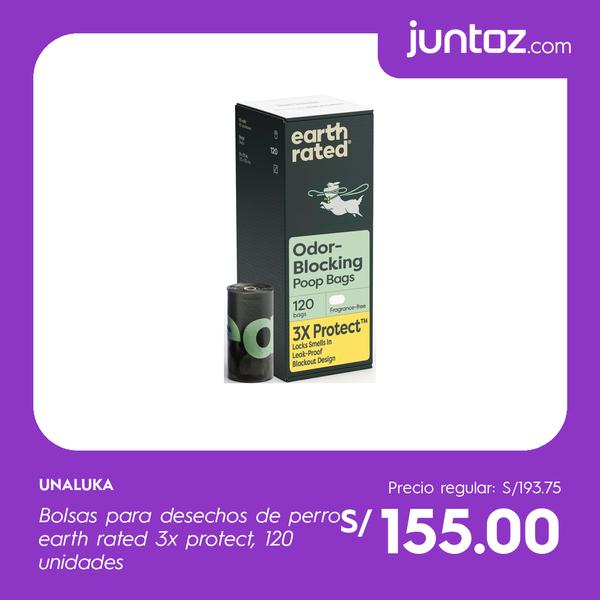 juntoz.com
earth
rated®
120
Odor-
Blocking
Poop Bags
120
bags
Fragrance-free
3X Protect™
Locks Smells In
Leak-Proof
Blackout Design
UNALUKA
Bolsas para desechos de perro
earth rated 3x protect, 120
unidades
Precio regular: S/193.75
S/ 155.00